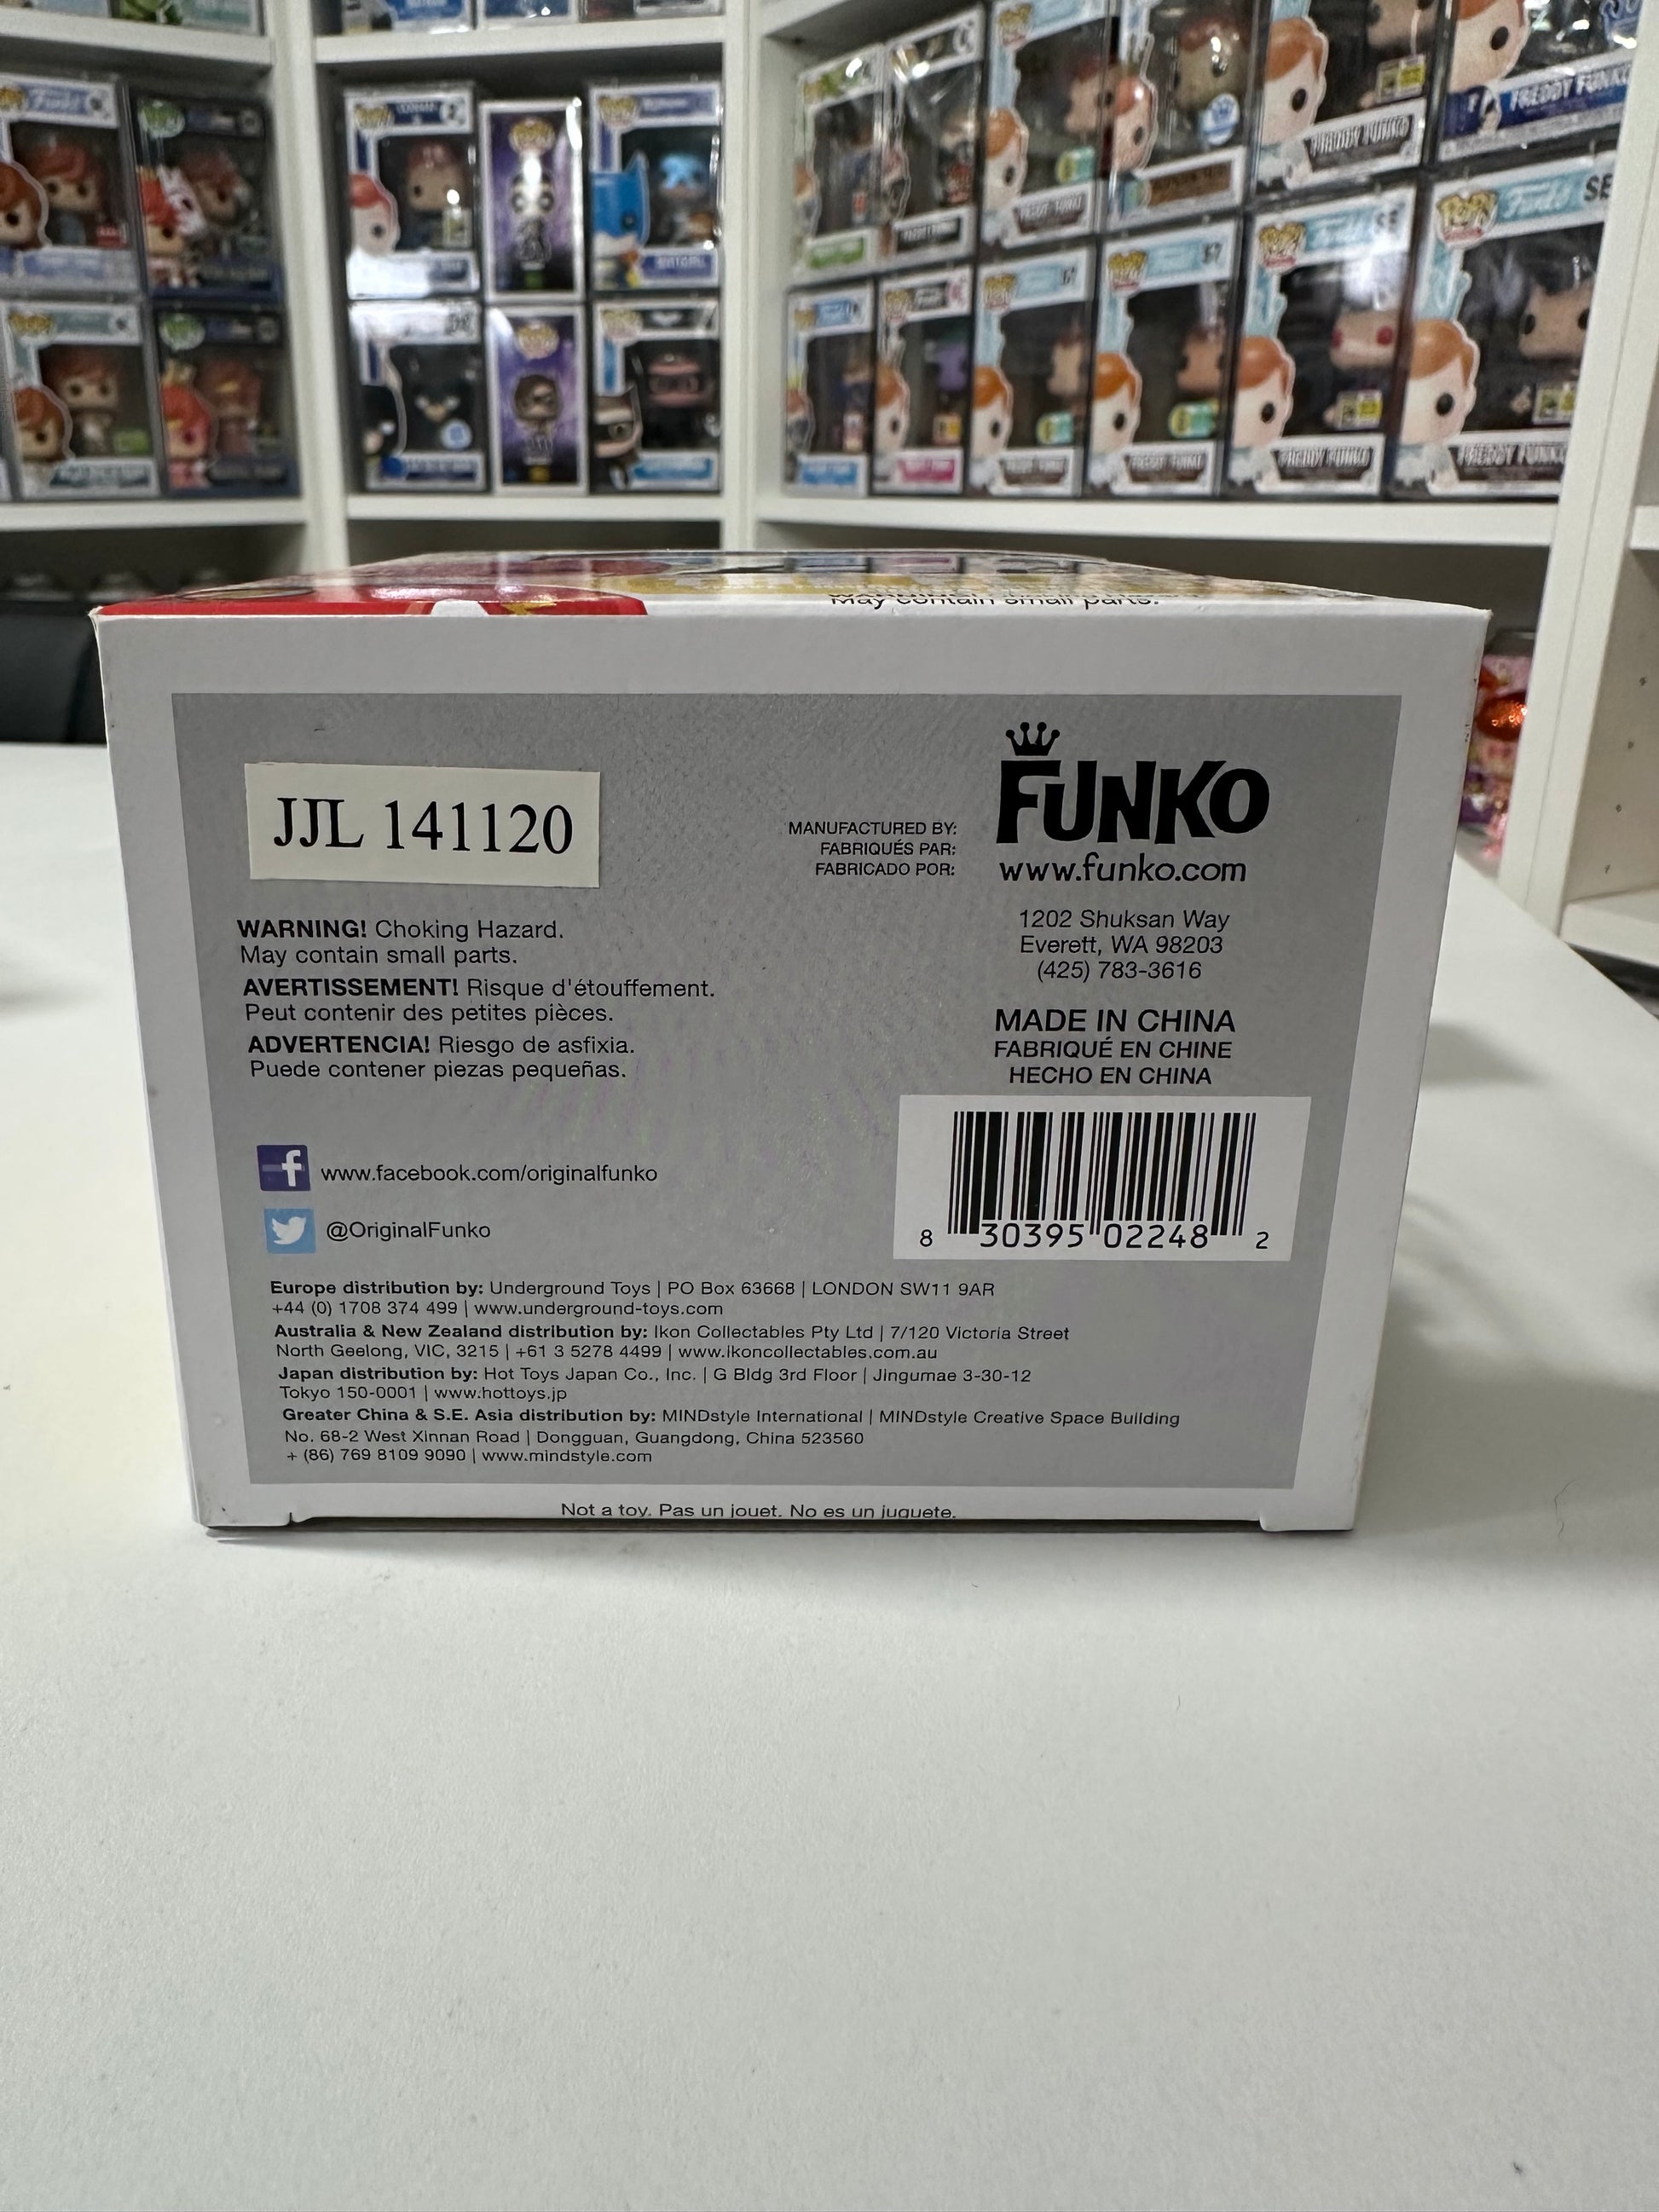 FREDDY FUNKO
FREDDY FUNKO
POP!
Funko
SE
FREDDY FUNKO
FREDDY FUNKO
May contain small parts.
JJL 141120
MANUFACTURED BY:
FABRIQUÉS PAR:
FABRICADO POR:
FUNKO
www.funko.com
1202 Shuksan Way
Everett, WA 98203
(425) 783-3616
WARNING! Choking Hazard.
May contain small parts.
AVERTISSEMENT! Risque d'étouffement.
Peut contenir des petites pièces.
ADVERTENCIA! Riesgo de asfixia.
Puede contener piezas pequeñas.
MADE IN CHINA
FABRIQUÉ EN CHINE
HECHO EN CHINA
8 30395 02248 2
www.facebook.com/originalfunko
@OriginalFunko
Europe distribution by: Underground Toys | PO Box 63668 | LONDON SW11 9AR
+44 (0) 1708 374 499 | www.underground-toys.com
Australia & New Zealand distribution by: Ikon Collectables Pty Ltd | 7/120 Victoria Street
North Geelong, VIC, 3215 | +61 3 5278 4499 | www.ikoncollectables.com.au
Japan distribution by: Hot Toys Japan Co., Inc. | G Bldg 3rd Floor | Jingumae 3-30-12
Tokyo 150-0001 | www.hottoys.jp
Greater China & S.E. Asia distribution by: MINDstyle International | MINDstyle Creative Space Building
No. 68-2 West Xinnan Road | Dongguan, Guangdong, China 523560
+ (86) 769 8109 9090 | www.mindstyle.com
Not a toy. Pas un jouet. No es un juguete.